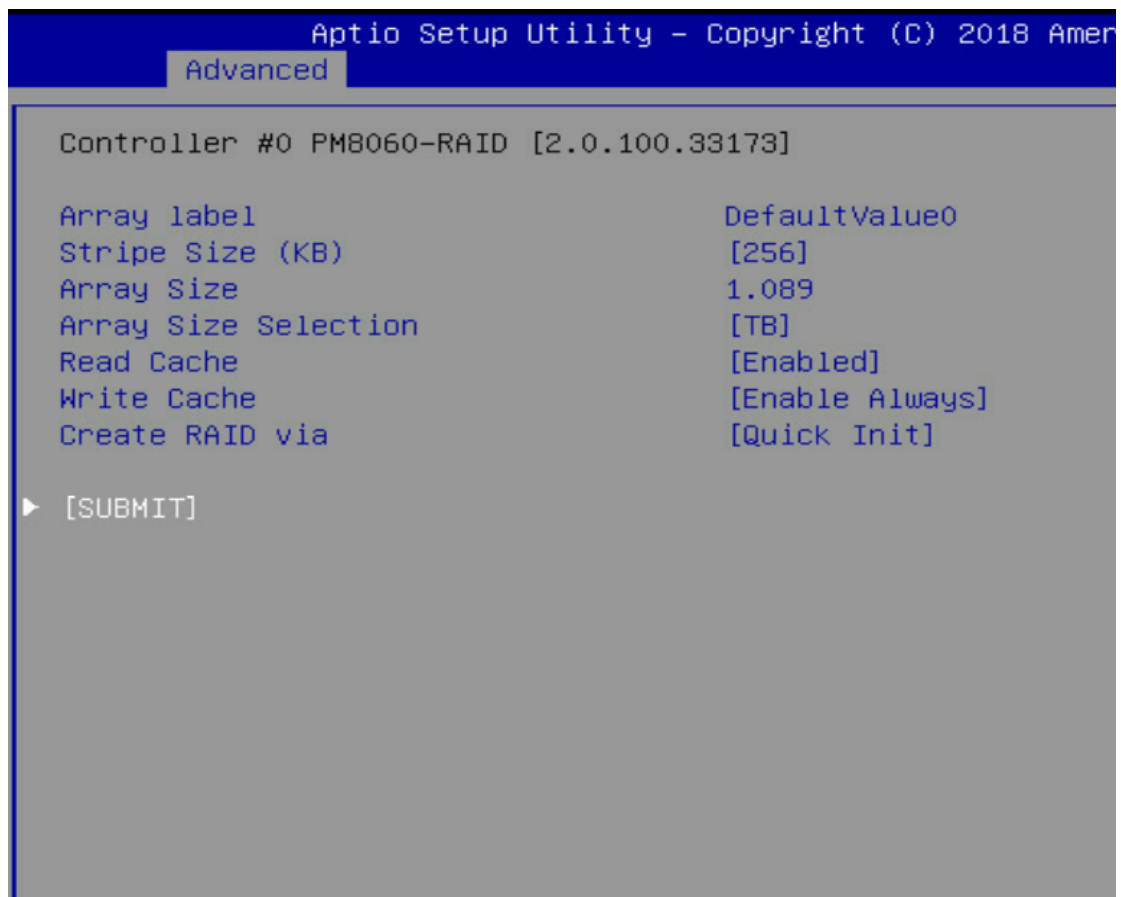 Aptio Setup Utility – Copyright (C) 2018 Amer
Advanced
Controller #0 PM8060-RAID [2.0.100.33173]
Array label DefaultValue0
Stripe Size (KB) [256]
Array Size 1.089
Array Size Selection [TB]
Read Cache [Enabled]
Write Cache [Enable Always]
Create RAID via [Quick Init]
[SUBMIT]